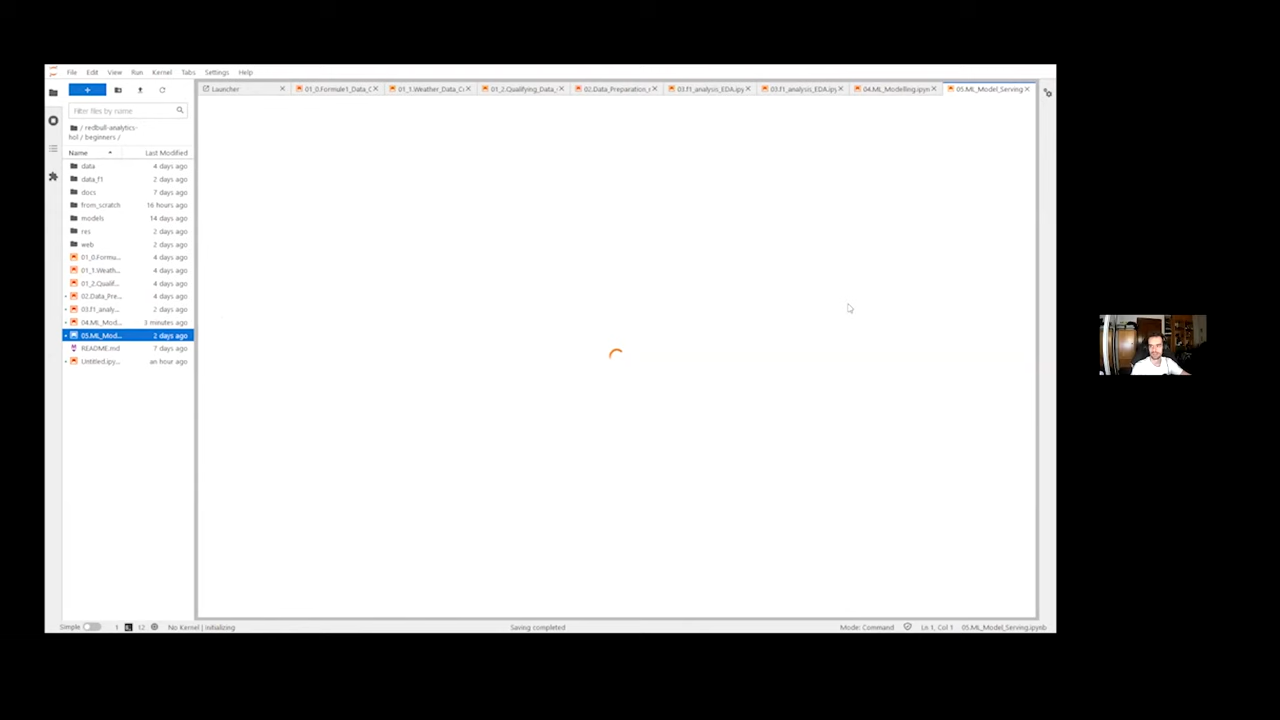 File Edit View Run Kernel Tabs Settings Help
Launcher
01_0.Formule1_Data_C
01_1.Weather_Data_C
01_2.Qualifying_Data_
02.Data_Preparation_
03.f1_analysis_EDA.ipy
03.f1_analysis_EDA.ipy
04.ML_Modelling.ipyn
05.ML_Model_Serving
Filter files by name
/ redbull-analytics-
hol / beginners /
Name Last Modified
data 4 days ago
data_f1 2 days ago
docs 7 days ago
from_scratch 16 hours ago
models 14 days ago
res 2 days ago
web 2 days ago
01_0.Formu... 4 days ago
01_1.Weath... 4 days ago
01_2.Qualif... 4 days ago
02.Data_Pre... 4 days ago
03.f1_analy... 2 days ago
04.ML_Mod... 3 minutes ago
05.ML_Mod... 2 days ago
README.md 7 days ago
Untitled.ipy... an hour ago
Simple 1 12 No Kernel | Initializing Saving completed Mode: Command Ln 1, Col 1 05.ML_Model_Serving.ipynb